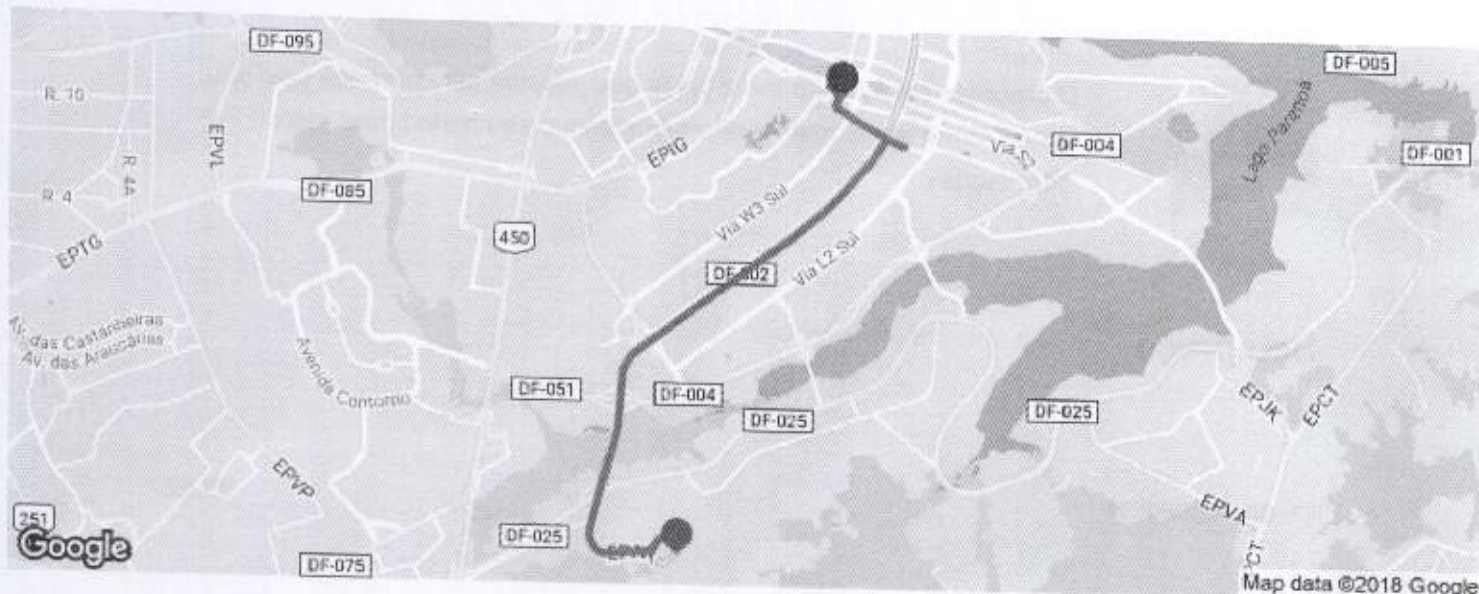 DF-095
DF-005
R. 10
EPVL
R. 4A
EPIG
Via S2
DF-004
Lago Paranoá
DF-001
R. 4
DF-085
EPTG
450
Via W3 Sul
DF-002
Via L2 Sul
Av. das Castanheiras
Av. das Araucárias
Avenida Contorno
DF-051
DF-004
DF-025
DF-025
EPJK
EPCT
EPVP
EPVA
251
Google
DF-025
DF-075
Map data ©2018 Google